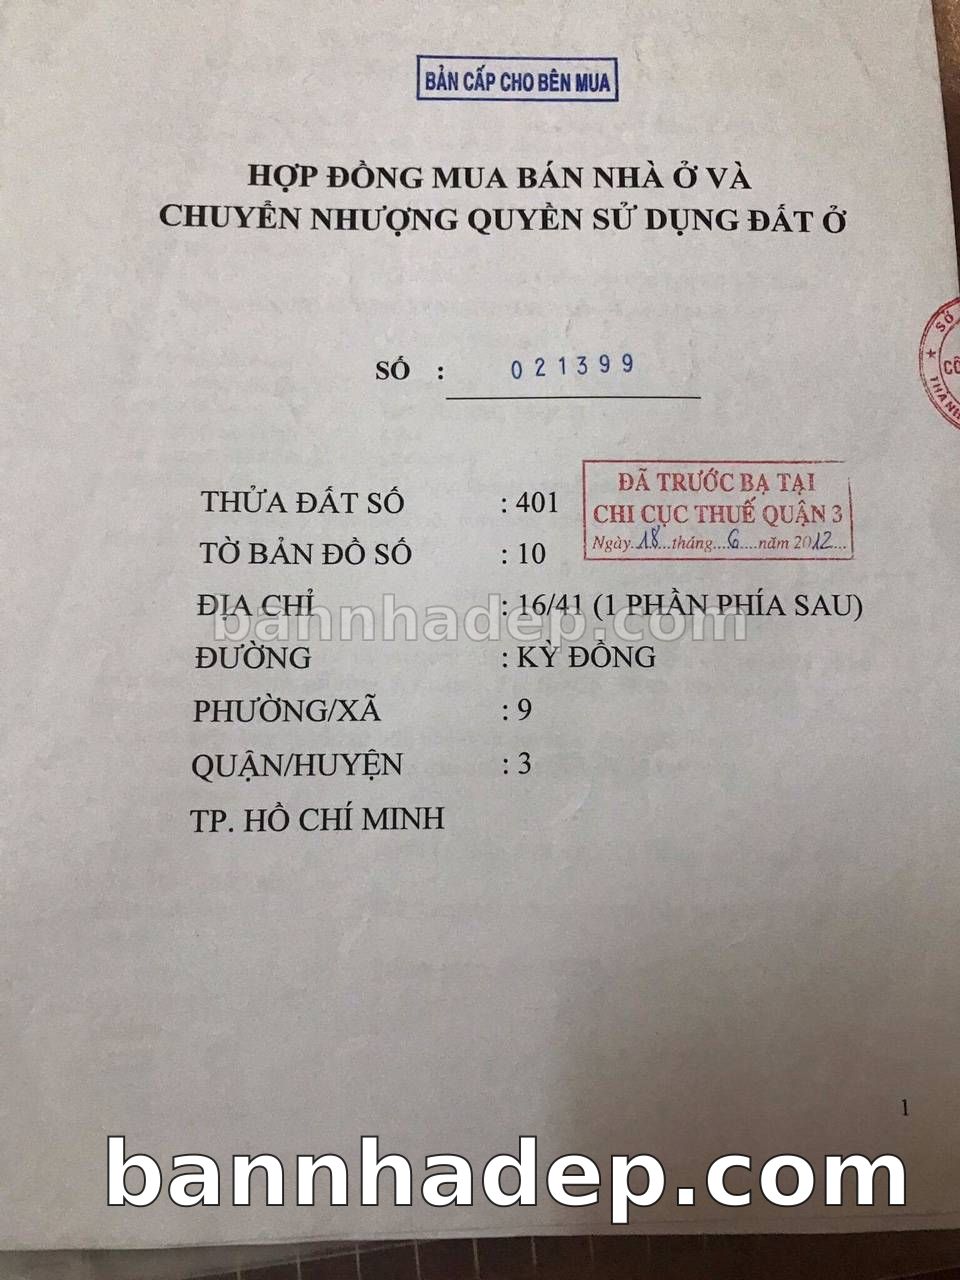 BẢN CẤP CHO BÊN MUA
HỢP ĐỒNG MUA BÁN NHÀ Ở VÀ
CHUYỂN NHƯỢNG QUYỀN SỬ DỤNG ĐẤT Ở
SỐ : 021399
SỞ
CÔ
THÀNH
ĐÃ TRƯỚC BẠ TẠI
CHI CỤC THUẾ QUẬN 3
Ngày 18 tháng 6 năm 2012
THỬA ĐẤT SỐ : 401
TỜ BẢN ĐỒ SỐ : 10
ĐỊA CHỈ : 16/41 (1 PHẦN PHÍA SAU)
bannhadep.com
ĐƯỜNG : KỲ ĐỒNG
PHƯỜNG/XÃ : 9
QUẬN/HUYỆN : 3
TP. HỒ CHÍ MINH
1
bannhadep.com